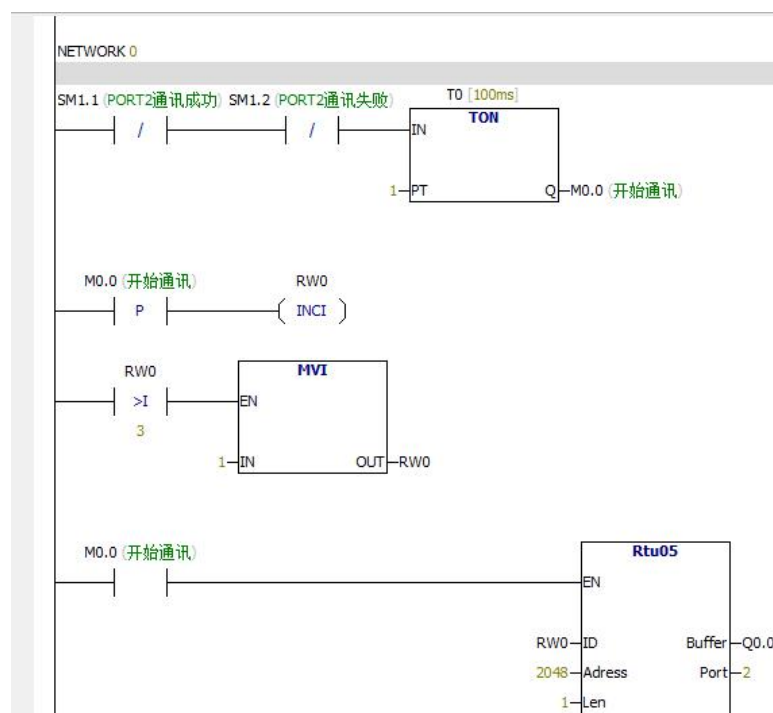 NETWORK 0
SM1.1 (PORT2通讯成功) SM1.2 (PORT2通讯失败) T0 [100ms]
/ / IN TON
1 PT Q M0.0 (开始通讯)
M0.0 (开始通讯) RW0
P INCI
RW0 MVI
>I EN
3
1 IN OUT RW0
M0.0 (开始通讯) Rtu05
EN
RW0 ID Buffer Q0.0
2048 Adress Port 2
1 Len